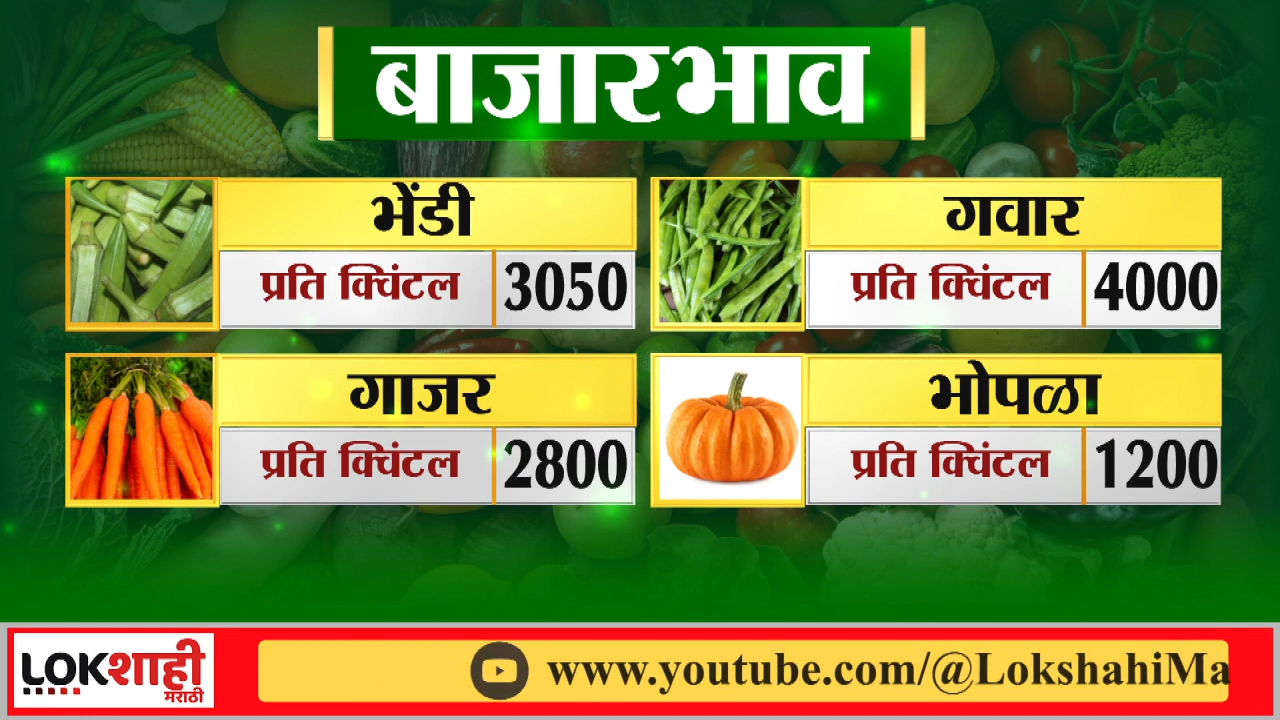 बाजारभाव
भेंडी
प्रति क्विंटल 3050
गवार
प्रति क्विंटल 4000
गाजर
प्रति क्विंटल 2800
भोपळा
प्रति क्विंटल 1200
LOKशाही
मराठी
www.youtube.com/@LokshahiMa